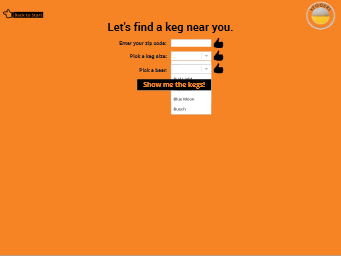 Back to Start
Let's find a keg near you.
Enter your zip code:
Pick a keg size:
Pick a beer:
Show me the kegs!
Blue Moon
Busch